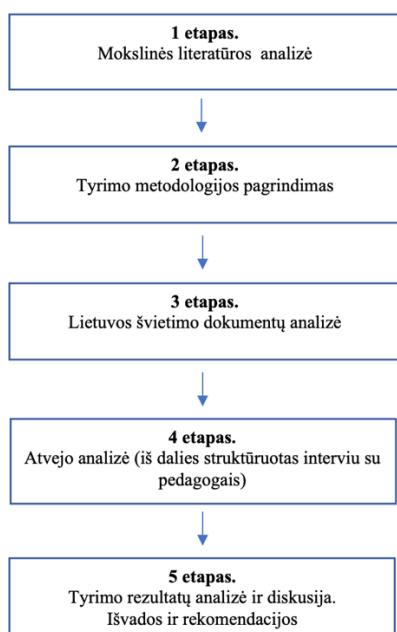 1 etapas.
Mokslinės literatūros analizė
2 etapas.
Tyrimo metodologijos pagrindimas
3 etapas.
Lietuvos švietimo dokumentų analizė
4 etapas.
Atvejo analizė (iš dalies struktūruotas interviu su
pedagogais)
5 etapas.
Tyrimo rezultatų analizė ir diskusija.
Išvados ir rekomendacijos